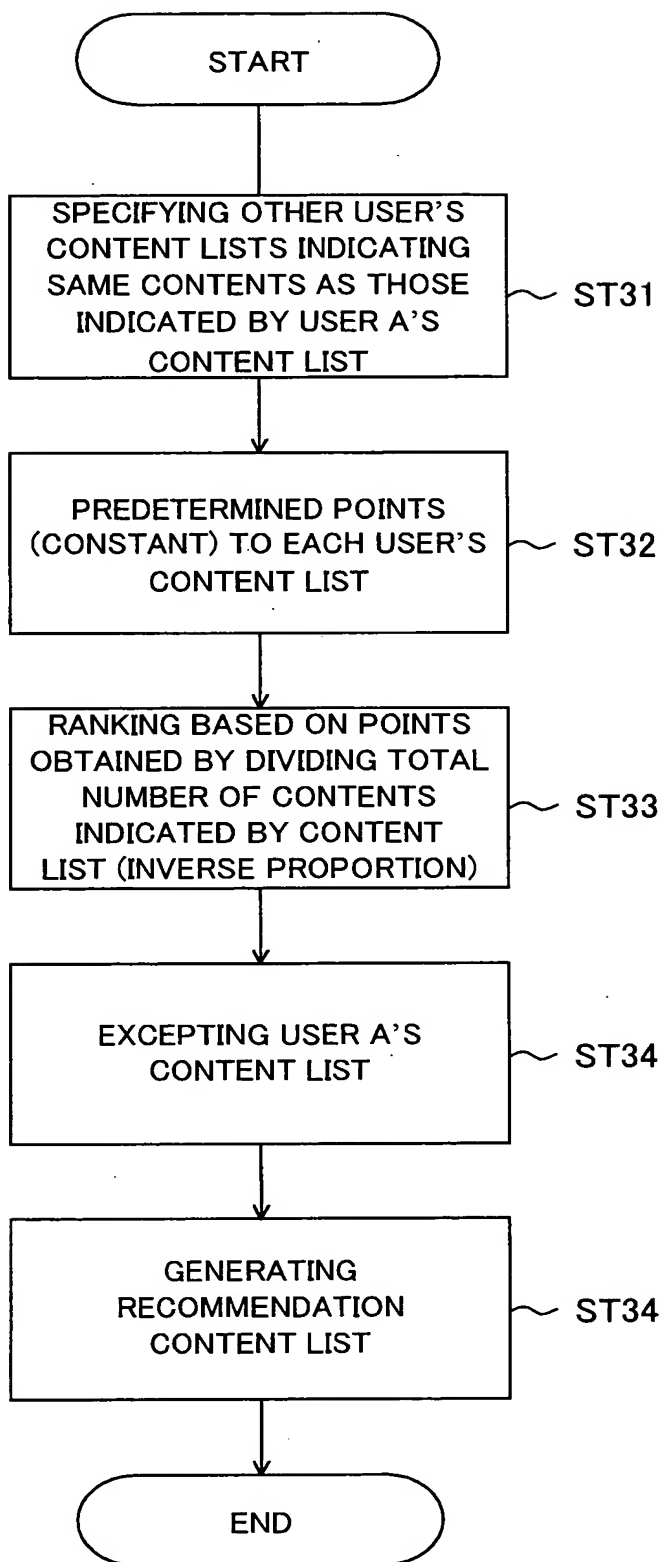 START
SPECIFYING OTHER USER'S
CONTENT LISTS INDICATING
SAME CONTENTS AS THOSE
INDICATED BY USER A'S
CONTENT LIST
ST31
PREDETERMINED POINTS
(CONSTANT) TO EACH USER'S
CONTENT LIST
ST32
RANKING BASED ON POINTS
OBTAINED BY DIVIDING TOTAL
NUMBER OF CONTENTS
INDICATED BY CONTENT
LIST (INVERSE PROPORTION)
ST33
EXCEPTING USER A'S
CONTENT LIST
ST34
GENERATING
RECOMMENDATION
CONTENT LIST
ST34
END